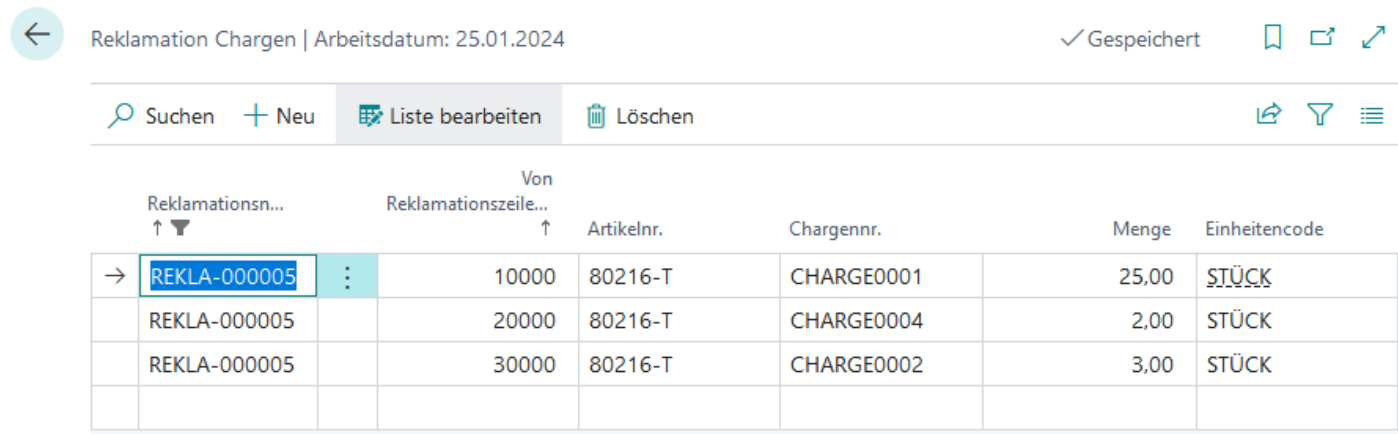 Reklamation Chargen | Arbeitsdatum: 25.01.2024 Gespeichert
Suchen Neu Liste bearbeiten Löschen
Von
Reklamationsn... Reklamationszeile...
Artikelnr. Chargennr. Menge Einheitencode
REKLA-000005 10000 80216-T CHARGE0001 25,00 STÜCK
REKLA-000005 20000 80216-T CHARGE0004 2,00 STÜCK
REKLA-000005 30000 80216-T CHARGE0002 3,00 STÜCK